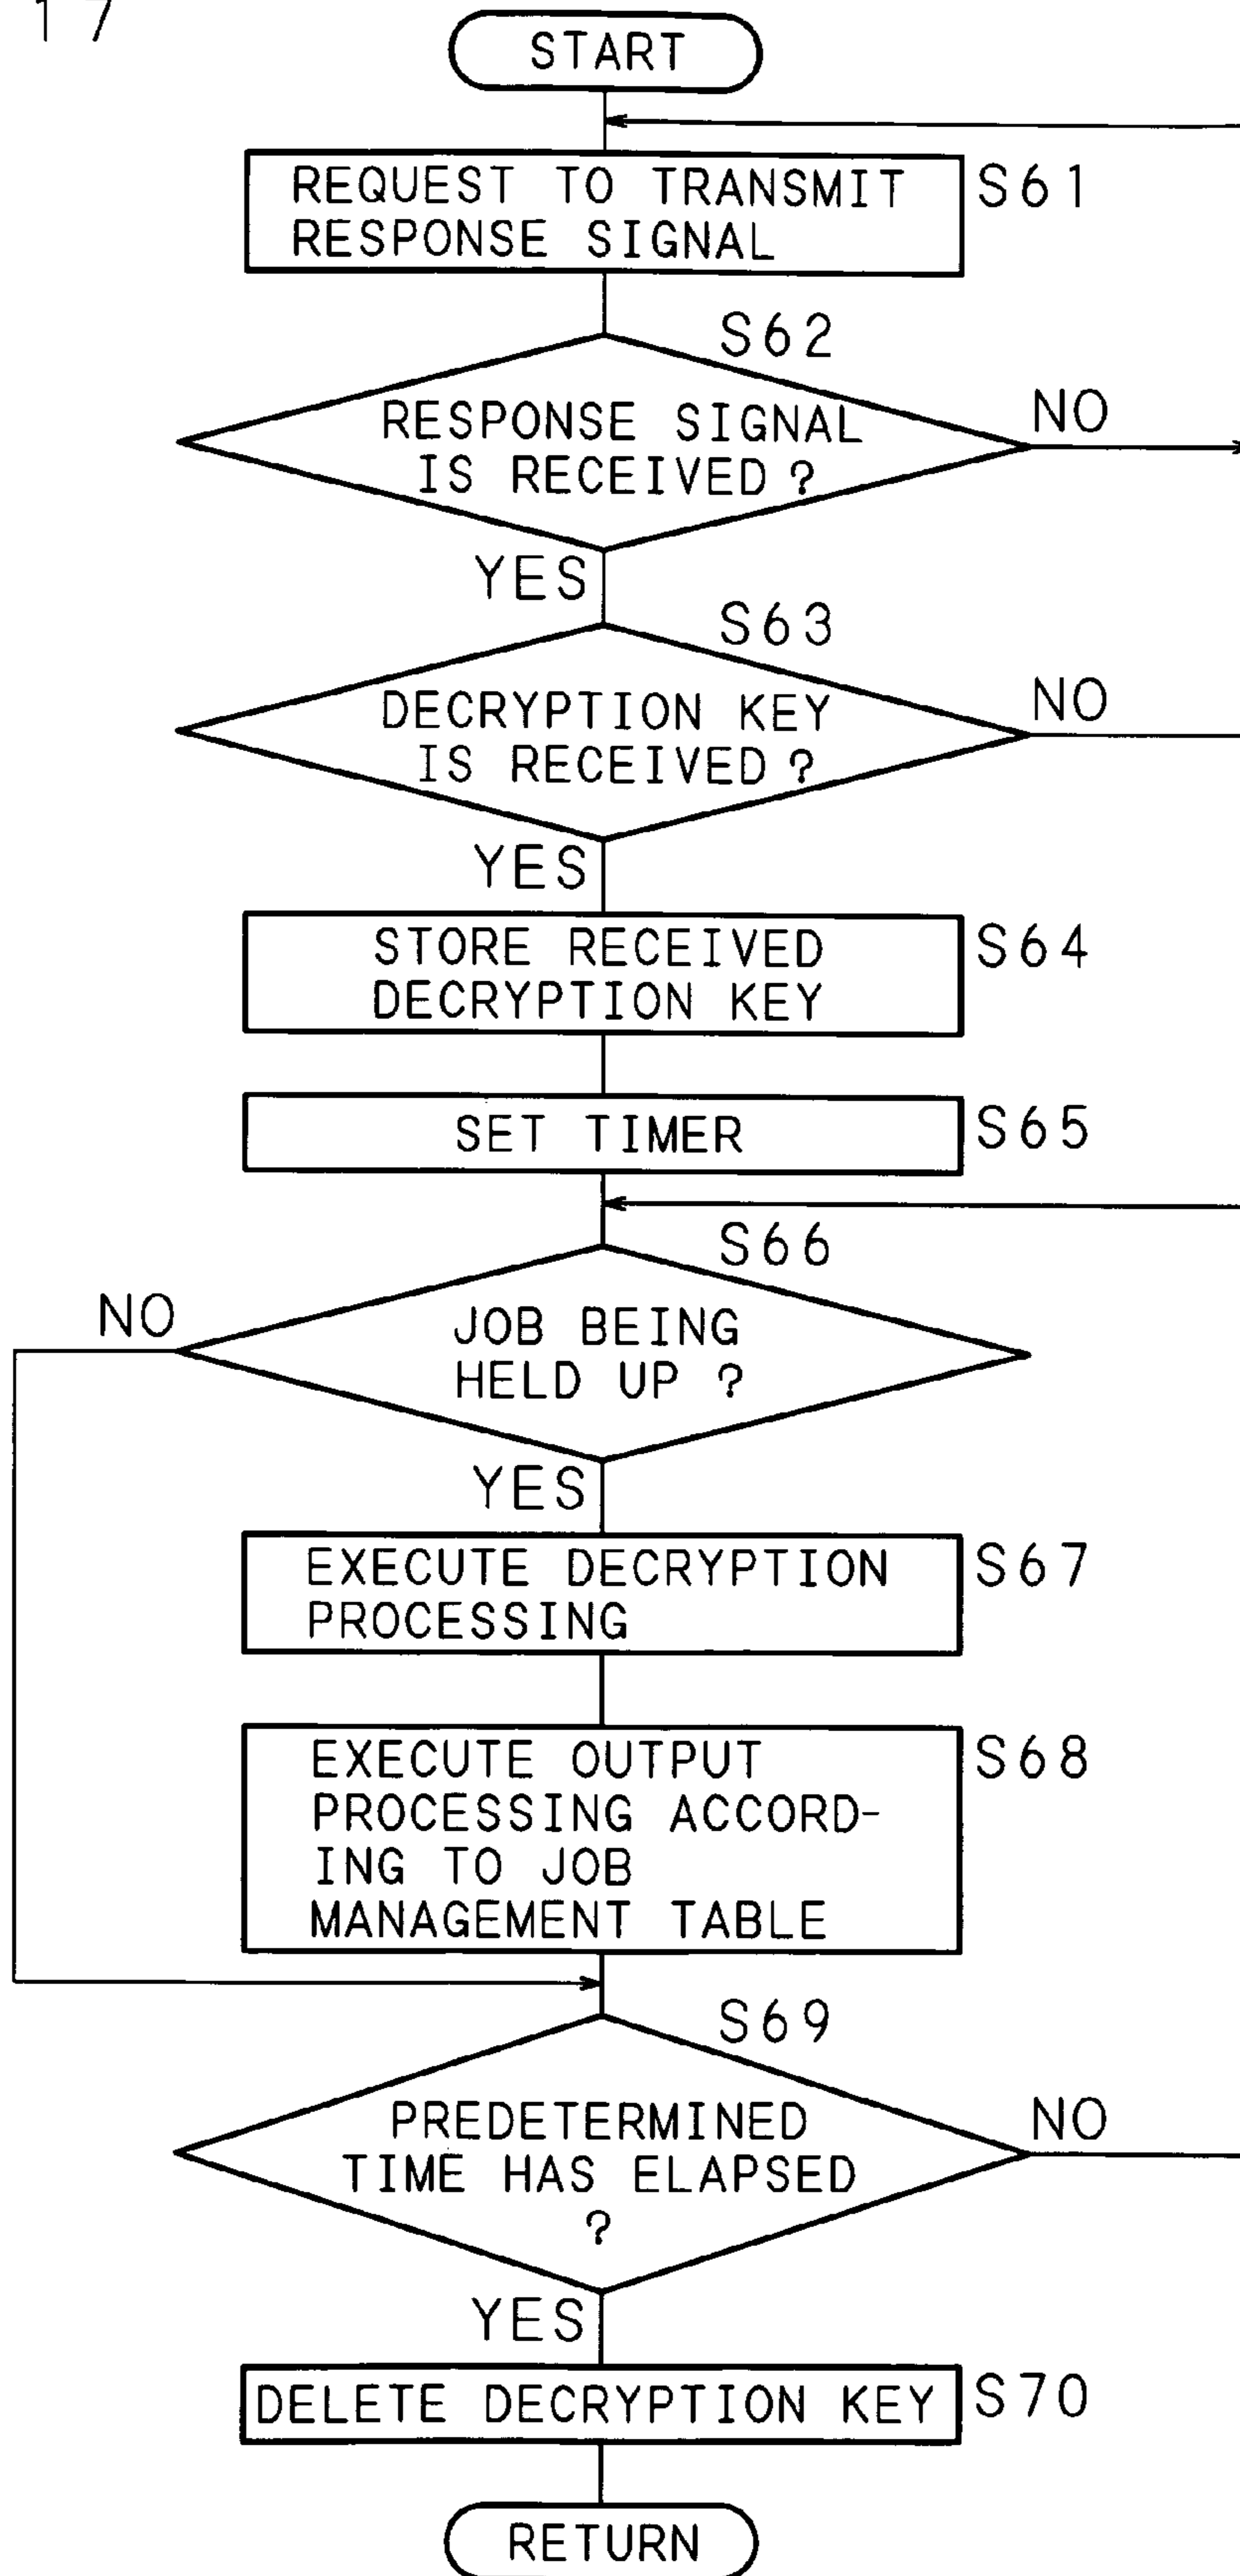 17
START
REQUEST TO TRANSMIT
RESPONSE SIGNAL
S61
S62
RESPONSE SIGNAL
IS RECEIVED ?
NO
YES
S63
DECRYPTION KEY
IS RECEIVED ?
NO
YES
STORE RECEIVED
DECRYPTION KEY
S64
SET TIMER
S65
S66
NO
JOB BEING
HELD UP ?
YES
EXECUTE DECRYPTION
PROCESSING
S67
EXECUTE OUTPUT
PROCESSING ACCORD-
ING TO JOB
MANAGEMENT TABLE
S68
S69
PREDETERMINED
TIME HAS ELAPSED
?
NO
YES
DELETE DECRYPTION KEY
S70
RETURN